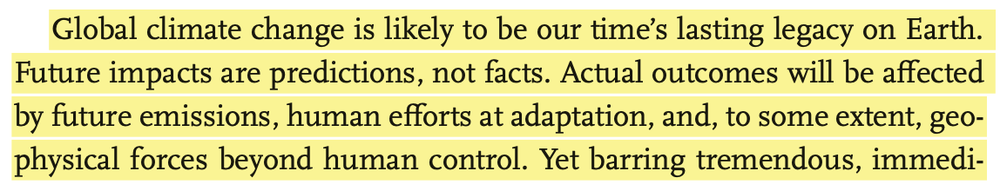 Global climate change is likely to be our time’s lasting legacy on Earth.
Future impacts are predictions, not facts. Actual outcomes will be affected
by future emissions, human efforts at adaptation, and, to some extent, geo-
physical forces beyond human control. Yet barring tremendous, immedi-